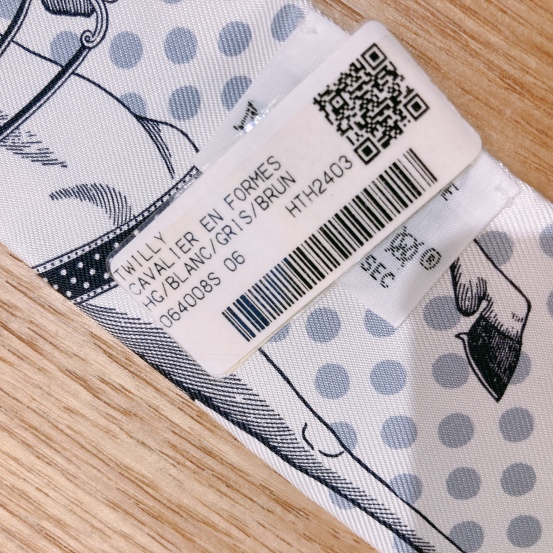 TWILLY
CAVALIER EN FORMES
HG/BLANC/GRIS/BRUN
064008S 06
HTH2403